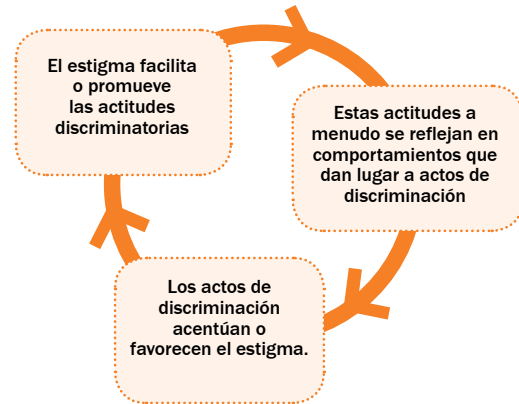 El estigma facilita
o promueve
las actitudes
discriminatorias
Estas actitudes a
menudo se reflejan en
comportamientos que
dan lugar a actos de
discriminación
Los actos de
discriminación
acentúan o
favorecen el estigma.